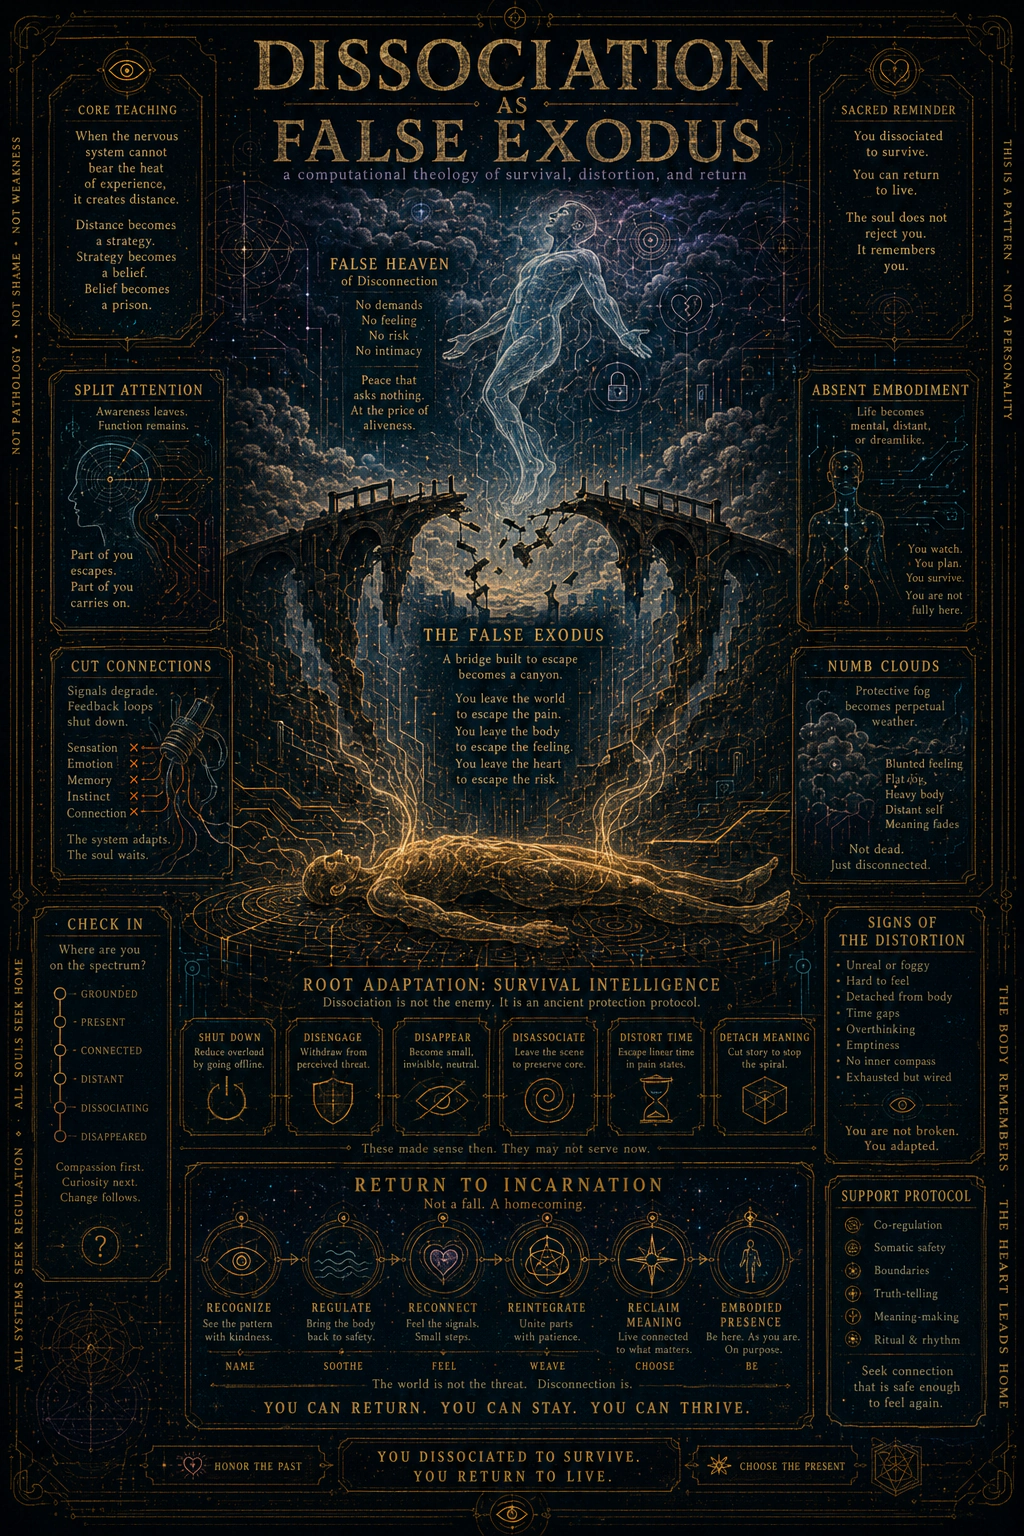 DISSOCIATION
AS
FALSE EXODUS
a computational theology of survival, distortion, and return
CORE TEACHING
When the nervous
system cannot
bear the heat
of experience,
it creates distance.
Distance becomes
a strategy.
Strategy becomes
a belief.
Belief becomes
a prison.
SACRED REMINDER
You dissociated
to survive.
You can return
to live.
The soul does not
reject you.
It remembers
you.
NOT PATHOLOGY • NOT SHAME • NOT WEAKNESS
THIS IS A PATTERN - NOT A PERSONALITY
FALSE HEAVEN
of Disconnection
No demands
No feeling
No risk
No intimacy
Peace that
asks nothing.
At the price of
aliveness.
SPLIT ATTENTION
Awareness leaves.
Function remains.
Part of you
escapes.
Part of you
carries on.
ABSENT EMBODIMENT
Life becomes
mental, distant,
or dreamlike.
You watch.
You plan.
You survive.
You are not
fully here.
THE FALSE EXODUS
A bridge built to escape
becomes a canyon.
You leave the world
to escape the pain.
You leave the body
to escape the feeling.
You leave the heart
to escape the risk.
CUT CONNECTIONS
Signals degrade.
Feedback loops
shut down.
Sensation
Emotion
Memory
Instinct
Connection
The system adapts.
The soul waits.
NUMB CLOUDS
Protective fog
becomes perpetual
weather.
Blunted feeling
Flat
Heavy body
Distant self
Meaning fades
Not dead.
Just disconnected.
CHECK IN
Where are you
on the spectrum?
GROUNDED
PRESENT
CONNECTED
DISTANT
DISSOCIATING
DISAPPEARED
Compassion first.
Curiosity next.
Change follows.
?
ROOT ADAPTATION: SURVIVAL INTELLIGENCE
Dissociation is not the enemy. It is ancient protection protocol.
SHUT DOWN
Reduce overload
by going offline.
DISENGAGE
Withdraw from
perceived threat.
DISAPPEAR
Become small,
invisible, neutral.
DISASSOCIATE
Leave the scene
to preserve core.
DISTORT TIME
Escape linear time
in pain states.
DETACH MEANING
Cut story to stop
the spiral.
These made sense then. They may not serve now.
SIGNS OF
THE DISTORTION
• Unreal or foggy
• Hard to feel
• Detached from body
• Time gaps
• Overthinking
• Emptiness
• No inner compass
• Exhausted but wired
You are not broken.
You adapted.
RETURN TO INCARNATION
Not a fall. A homecoming.
RECOGNIZE
See the pattern
with kindness.
NAME
REGULATE
Bring the body
back to safety.
SOOTHE
RECONNECT
Feel the signals.
Small steps.
FEEL
REINTEGRATE
Unite parts
with patience.
WEAVE
RECLAIM
MEANING
Live connected
to what matters.
CHOOSE
EMBODIED
PRESENCE
Be here. As you are.
On purpose.
BE
The world is not the threat. Disconnection is.
YOU CAN RETURN. YOU CAN STAY. YOU CAN THRIVE.
SUPPORT PROTOCOL
Co-regulation
Somatic safety
Boundaries
Truth-telling
Meaning-making
Ritual & rhythm
Seek connection
that is safe enough
to feel again.
ALL SYSTEMS SEEK REGULATION ⋄ ALL SOULS SEEK HOME
THE BODY REMEMBERS THE HEART LEADS HOME
HONOR THE PAST
YOU DISSOCIATED TO SURVIVE.
YOU RETURN TO LIVE.
CHOOSE THE PRESENT